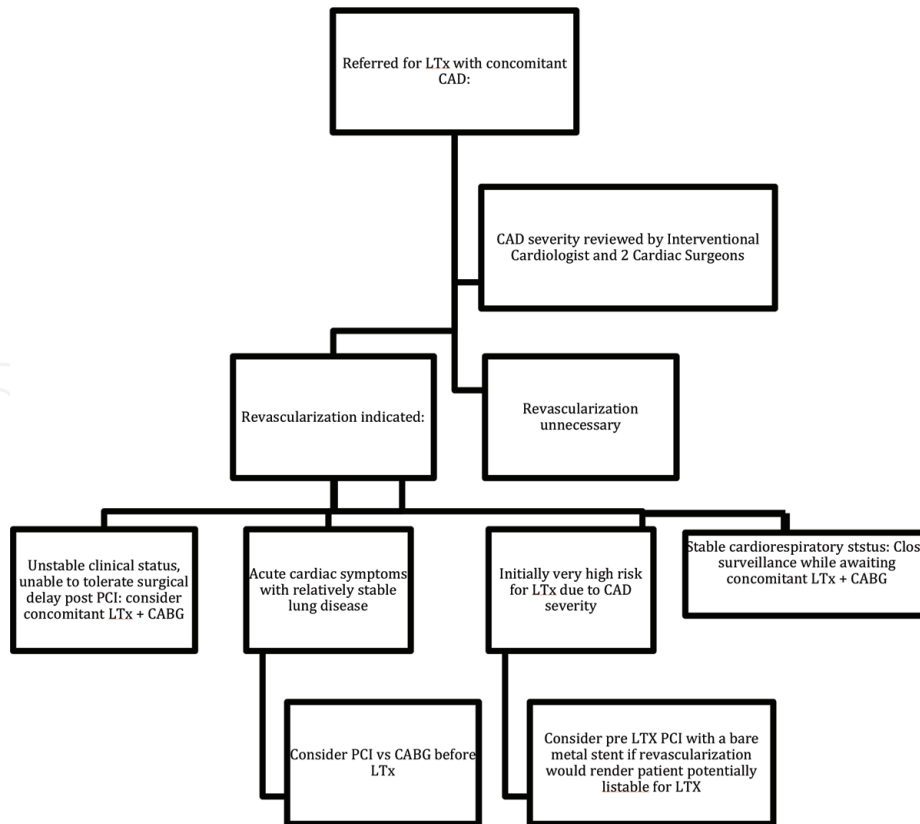 Referred for LTx with concomitant
CAD:
CAD severity reviewed by Interventional
Cardiologist and 2 Cardiac Surgeons
Revascularization indicated:
Revascularization
unnecessary
Unstable clinical status,
unable to tolerate surgical
delay post PCI: consider
concomitant LTx + CABG
Acute cardiac symptoms
with relatively stable
lung disease
Initially very high risk
for LTx due to CAD
severity
Stable cardiorespiratory ststus: Clos
surveillance while awaiting
concomitant LTx + CABG
Consider PCI vs CABG before
LTx
Consider pre LTX PCI with a bare
metal stent if revascularization
would render patient potentially
listable for LTX